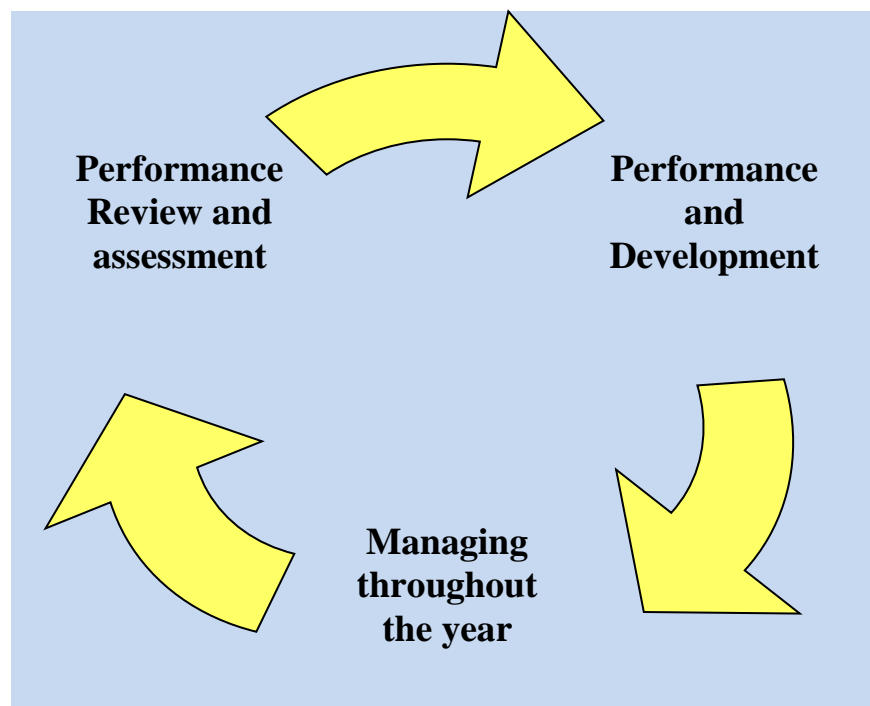 Performance
Review and
assessment
Performance
and
Development
Managing
throughout
the year